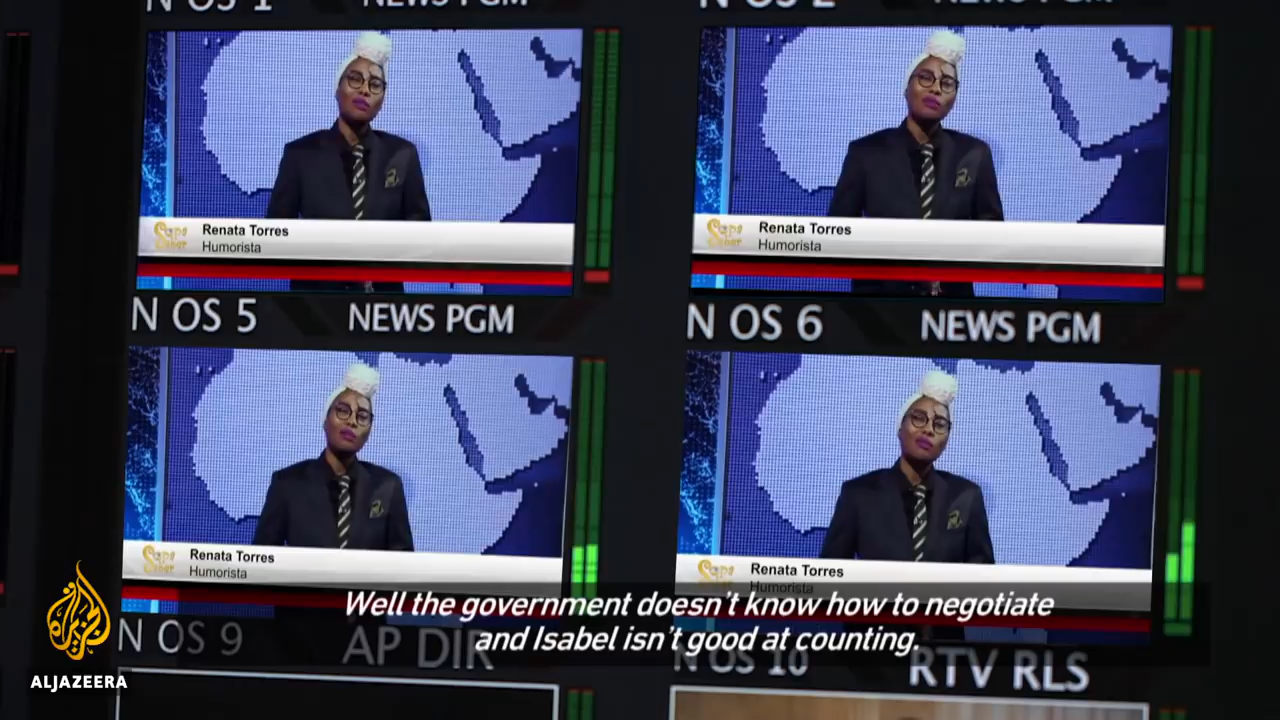 N OS 1 NEWS PGM
N OS 2 NEWS PGM
Renata Torres
Humorista
Renata Torres
Humorista
N OS 5 NEWS PGM
N OS 6 NEWS PGM
Renata Torres
Humorista
Renata Torres
Humorista
Well the government doesn't know how to negotiate
and Isabel isn't good at counting.
N OS 9 AP DIR
N OS 10 RTV RLS
ALJAZEERA